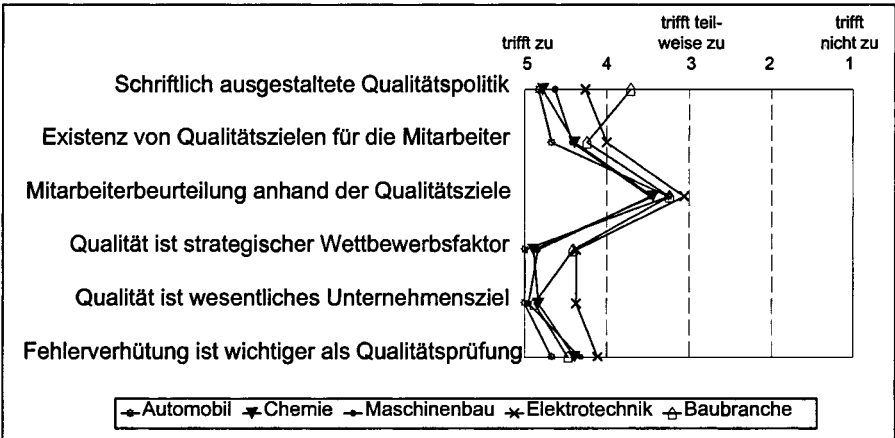 trifft zu
trifft teil-
weise zu
trifft
nicht zu
5 4 3 2 1
Schriftlich ausgestaltete Qualitätspolitik
Existenz von Qualitätszielen für die Mitarbeiter
Mitarbeiterbeurteilung anhand der Qualitätsziele
Qualität ist strategischer Wettbewerbsfaktor
Qualität ist wesentliches Unternehmensziel
Fehlerverhütung ist wichtiger als Qualitätsprüfung
Automobil Chemie Maschinenbau Elektrotechnik Baubranche